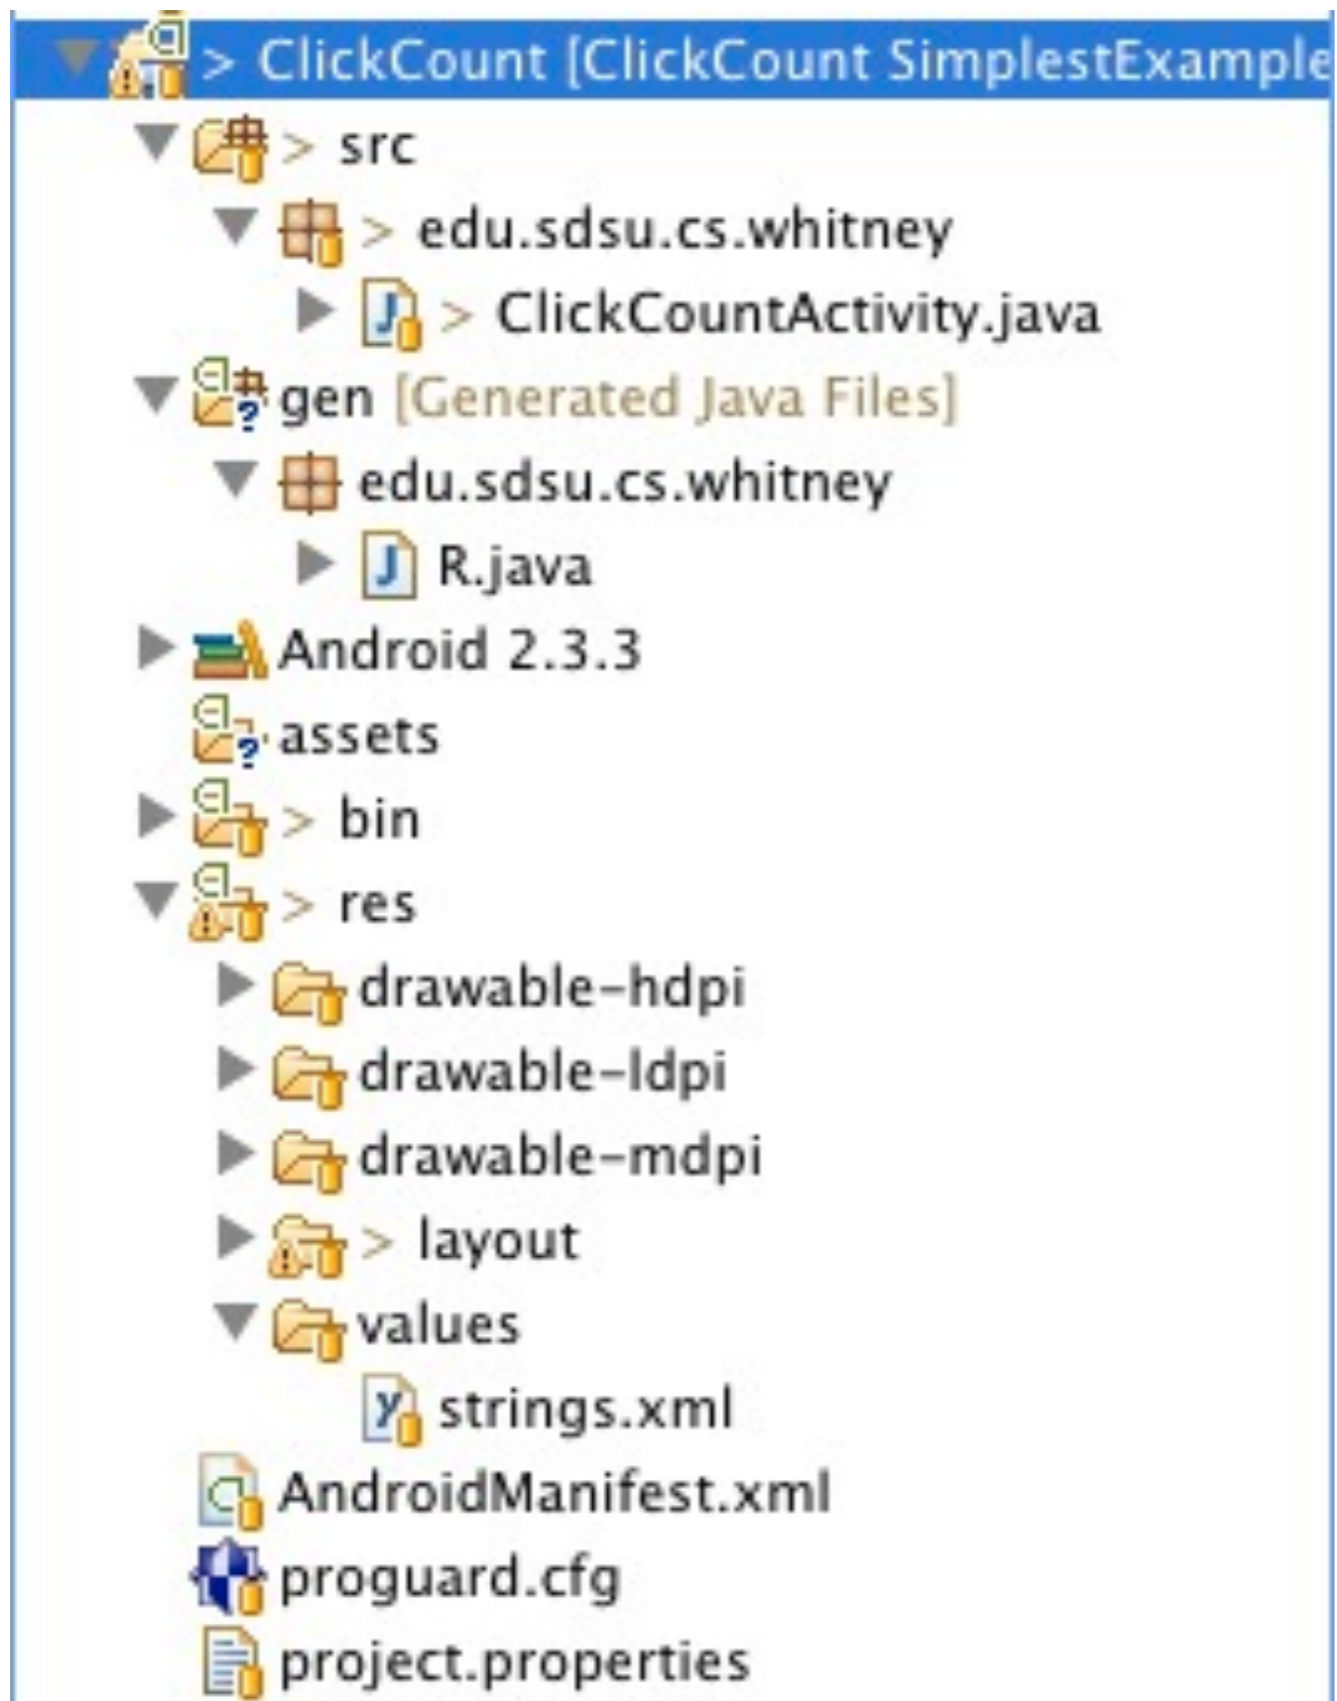 > ClickCount [ClickCount SimplestExample
> src
> edu.sdsu.cs.whitney
> ClickCountActivity.java
gen [Generated Java Files]
edu.sdsu.cs.whitney
R.java
Android 2.3.3
assets
> bin
> res
drawable-hdpi
drawable-ldpi
drawable-mdpi
> layout
values
strings.xml
AndroidManifest.xml
proguard.cfg
project.properties